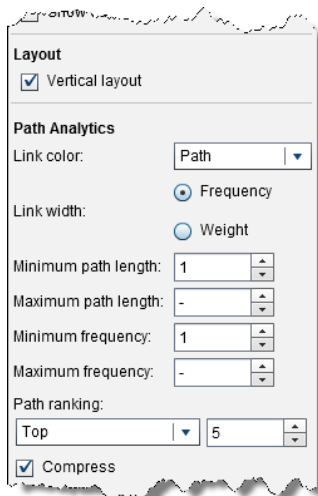 Layout
Vertical layout
Path Analytics
Link color: Path
Frequency
Link width:
Weight
Minimum path length: 1
Maximum path length: -
Minimum frequency: 1
Maximum frequency: -
Path ranking:
Top 5
Compress